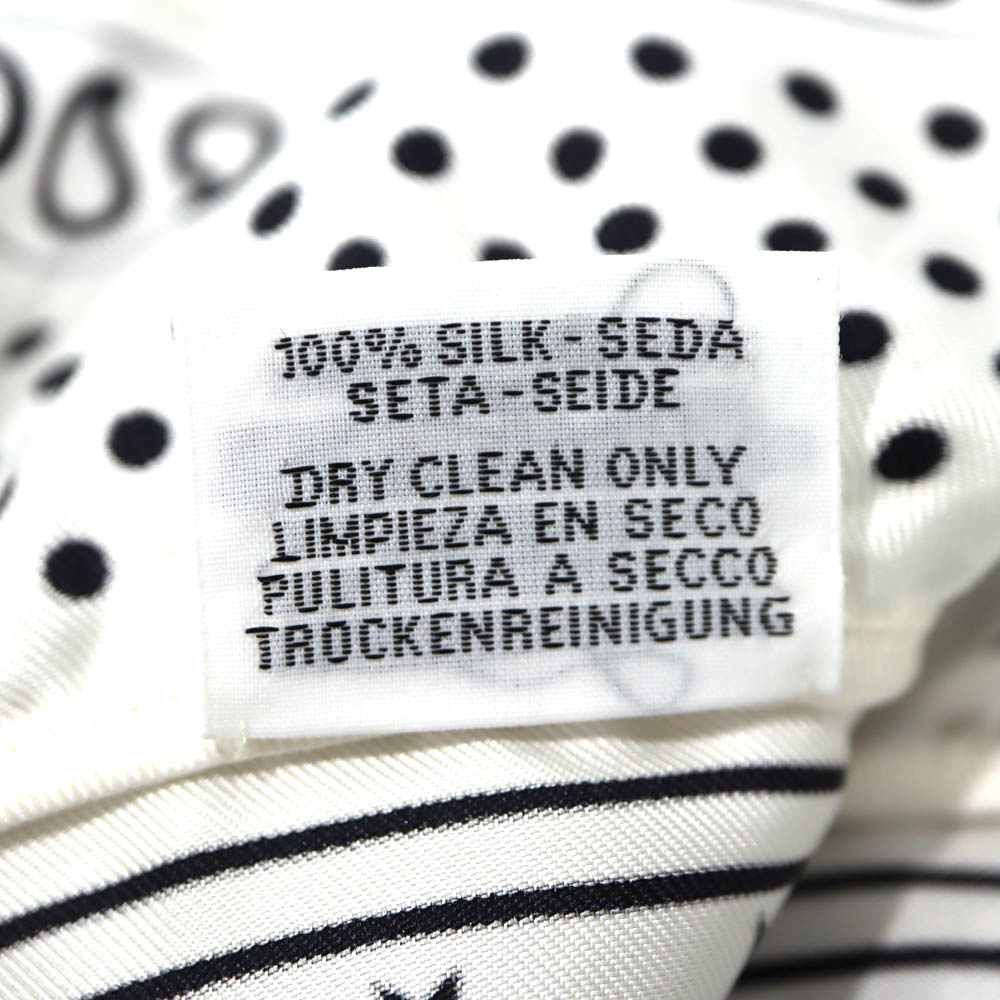 100% SILK - SEDA
SETA - SEIDE
DRY CLEAN ONLY
LIMPIEZA EN SECO
PULITURA A SECCO
TROCKENREINIGUNG